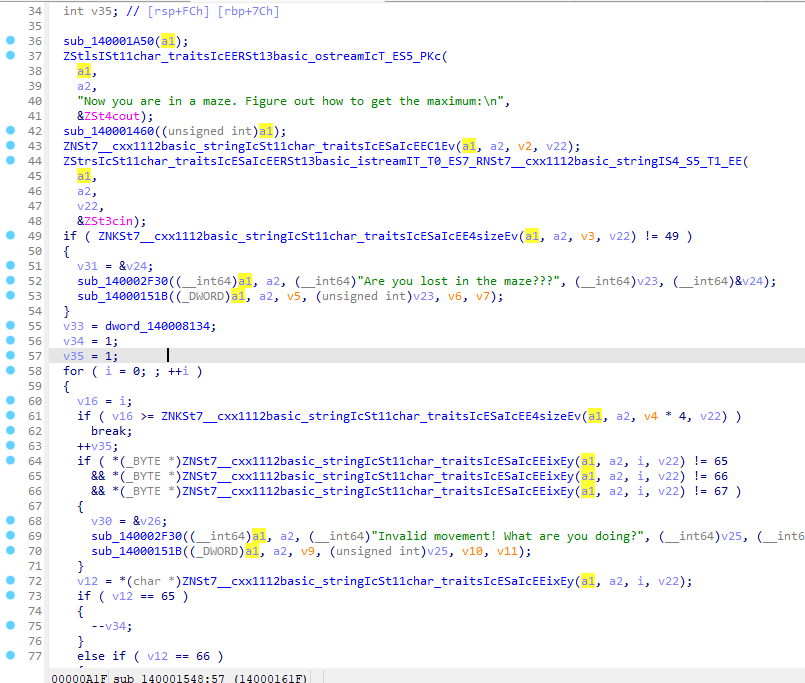 34 int v35; // [rsp+FCh] [rbp+7Ch]
35
36 sub_140001A50(a1);
37 ZStlsISt11char_traitsIcEERSt13basic_ostreamIcT_ES5_PKc(
38 a1,
39 a2,
40 "Now you are in a maze. Figure out how to get the maximum:\n",
41 &ZSt4cout);
42 sub_140001460((unsigned int)a1);
43 ZNSt7__cxx1112basic_stringIcSt11char_traitsIcESaIcEEC1Ev(a1, a2, v2, v22);
44 ZStrsIcSt11char_traitsIcESaIcEERSt13basic_istreamIT_T0_ES7_RNSt7__cxx1112basic_stringIS4_S5_T1_EE(
45 a1,
46 a2,
47 v22,
48 &ZSt3cin);
49 if ( ZNKSt7__cxx1112basic_stringIcSt11char_traitsIcESaIcEE4sizeEv(a1, a2, v3, v22) != 49 )
50 {
51 v31 = &v24;
52 sub_140002F30((__int64)a1, a2, (__int64)"Are you lost in the maze???", (__int64)v23, (__int64)&v24);
53 sub_14000151B((_DWORD)a1, a2, v5, (unsigned int)v23, v6, v7);
54 }
55 v33 = dword_140008134;
56 v34 = 1;
57 v35 = 1;
58 for ( i = 0; ; ++i )
59 {
60 v16 = i;
61 if ( v16 >= ZNKSt7__cxx1112basic_stringIcSt11char_traitsIcESaIcEE4sizeEv(a1, a2, v4 * 4, v22) )
62 break;
63 ++v35;
64 if ( *(_BYTE *)ZNSt7__cxx1112basic_stringIcSt11char_traitsIcESaIcEEixEy(a1, a2, i, v22) != 65
65 && *(_BYTE *)ZNSt7__cxx1112basic_stringIcSt11char_traitsIcESaIcEEixEy(a1, a2, i, v22) != 66
66 && *(_BYTE *)ZNSt7__cxx1112basic_stringIcSt11char_traitsIcESaIcEEixEy(a1, a2, i, v22) != 67 )
67 {
68 v30 = &v26;
69 sub_140002F30((__int64)a1, a2, (__int64)"Invalid movement! What are you doing?", (__int64)v25, (__int6
70 sub_14000151B((_DWORD)a1, a2, v9, (unsigned int)v25, v10, v11);
71 }
72 v12 = *(char *)ZNSt7__cxx1112basic_stringIcSt11char_traitsIcESaIcEEixEy(a1, a2, i, v22);
73 if ( v12 == 65 )
74 {
75 --v34;
76 }
77 else if ( v12 == 66 )
00000A1F sub_140001548:57 (14000161F)